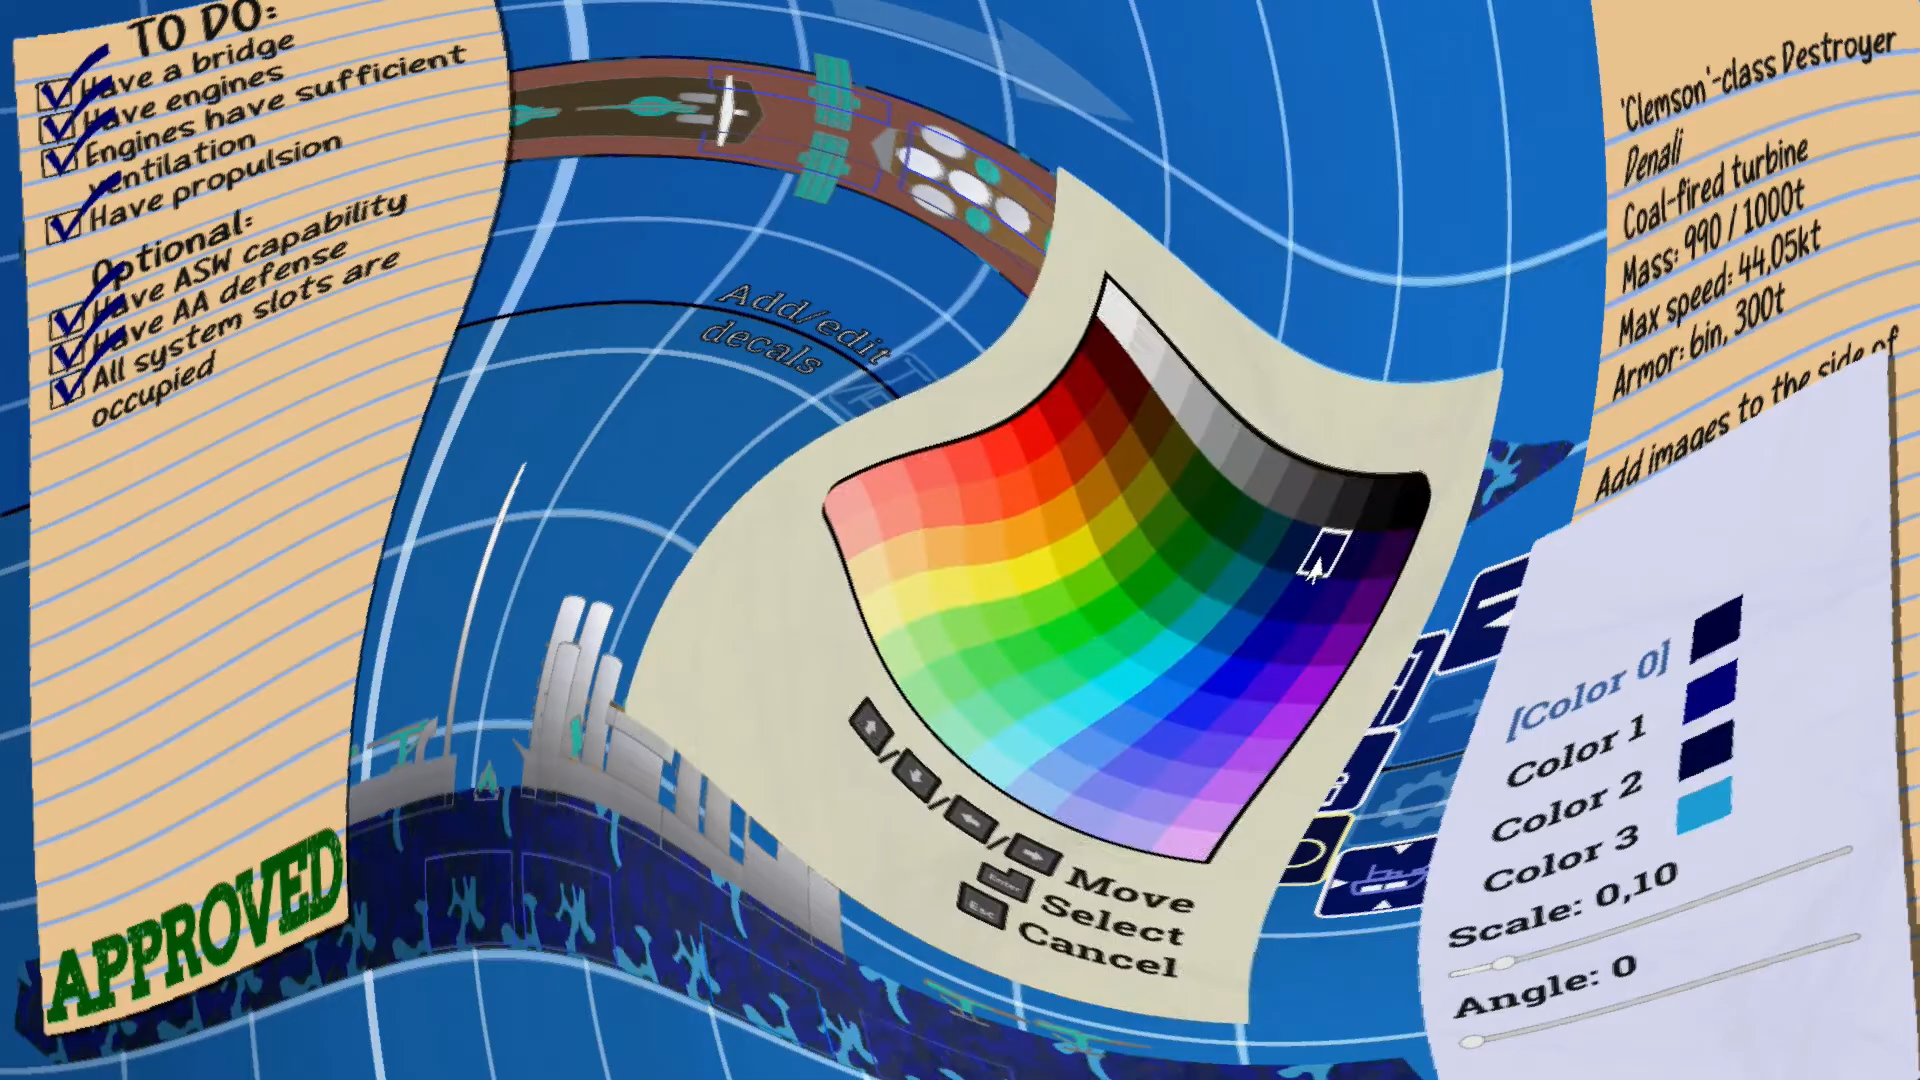 TO DO:
Have a bridge
Have engines
Engines have sufficient
ventilation
Have propulsion
Optional:
Have ASW capability
Have AA defense
All system slots are
occupied
APPROVED
Add/edit
decals
Move
Enter
Select
Esc
Cancel
'Clemson'-class Destroyer
Denali
Coal-fired turbine
Mass: 990 / 1000t
Max speed: 44,05kt
Armor: bin, 300t
Add images to the side of
[Color 0]
Color 1
Color 2
Color 3
Scale: 0,10
Angle: 0